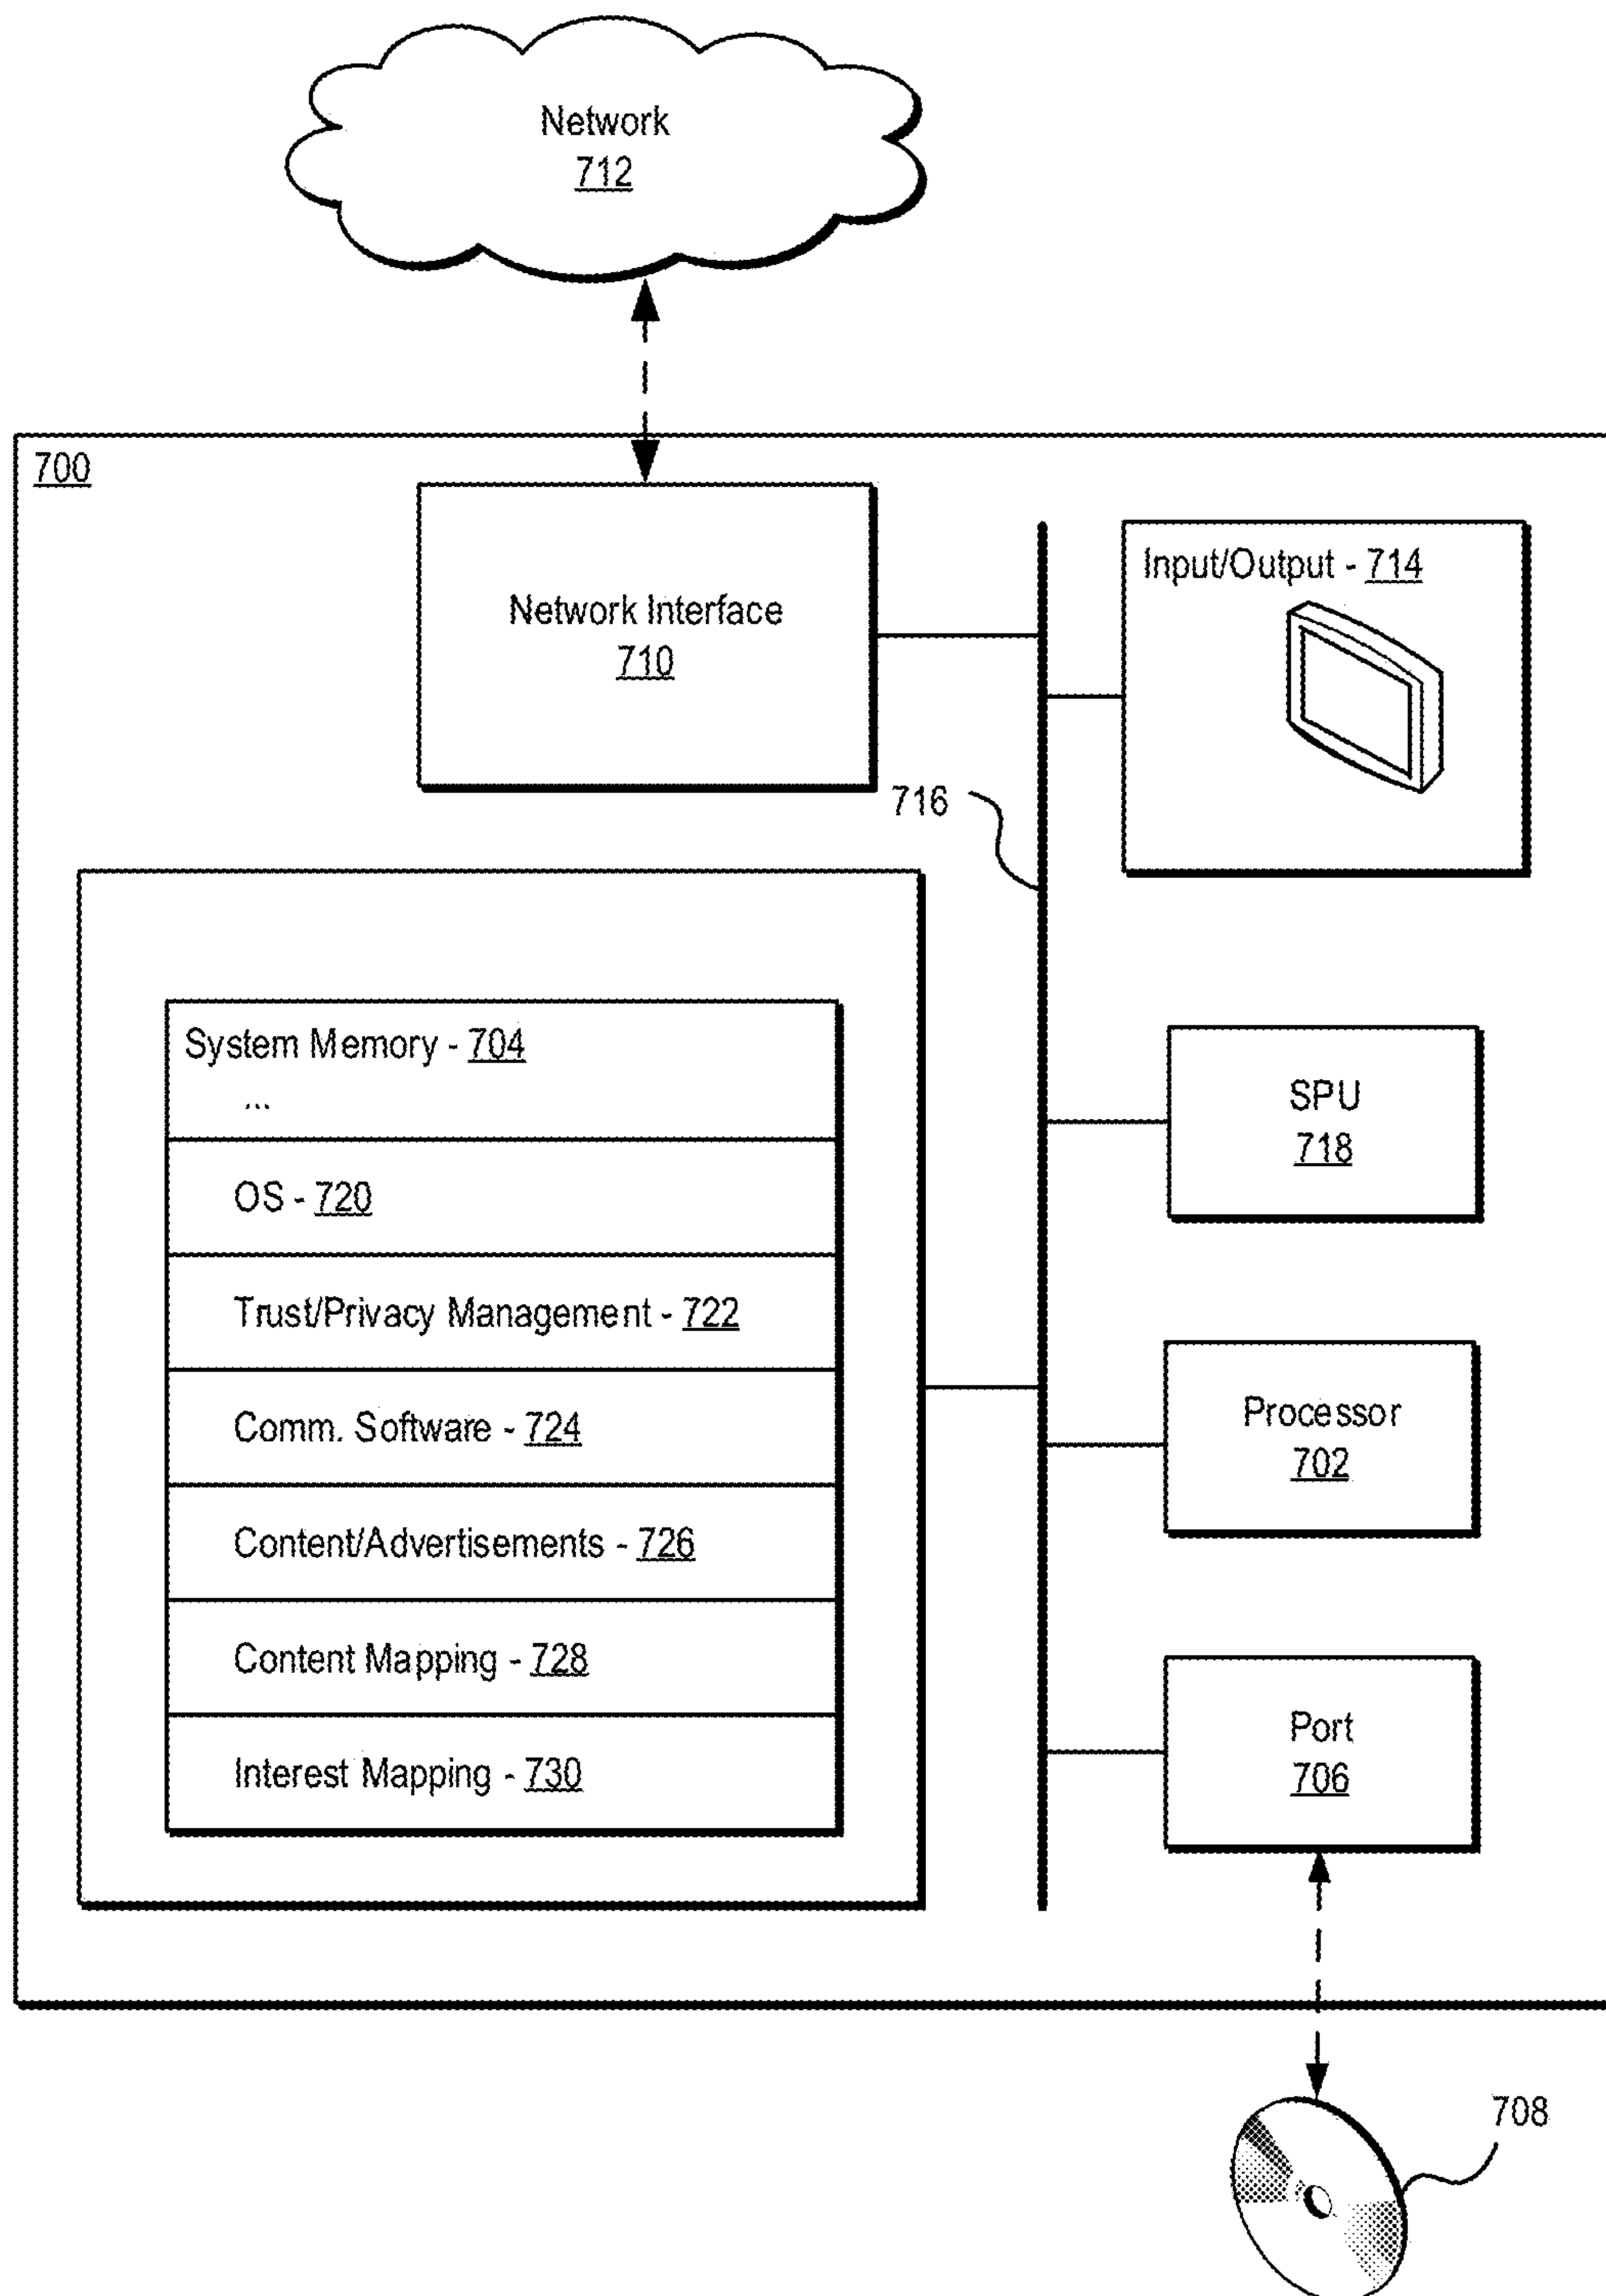 Network
712
700
Network Interface
710
Input/Output - 714
716
System Memory - 704
...
OS - 720
Trust/Privacy Management - 722
Comm. Software - 724
Content/Advertisements - 726
Content Mapping - 728
Interest Mapping - 730
SPU
718
Processor
702
Port
706
708